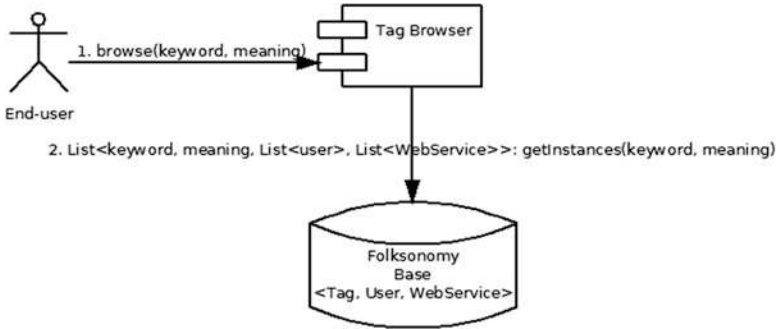 Tag Browser
1. browse(keyword, meaning)
End-user
2. List<keyword, meaning, List<user>, List<WebService>>: getInstances(keyword, meaning)
Folksonomy
Base
<Tag, User, WebService>